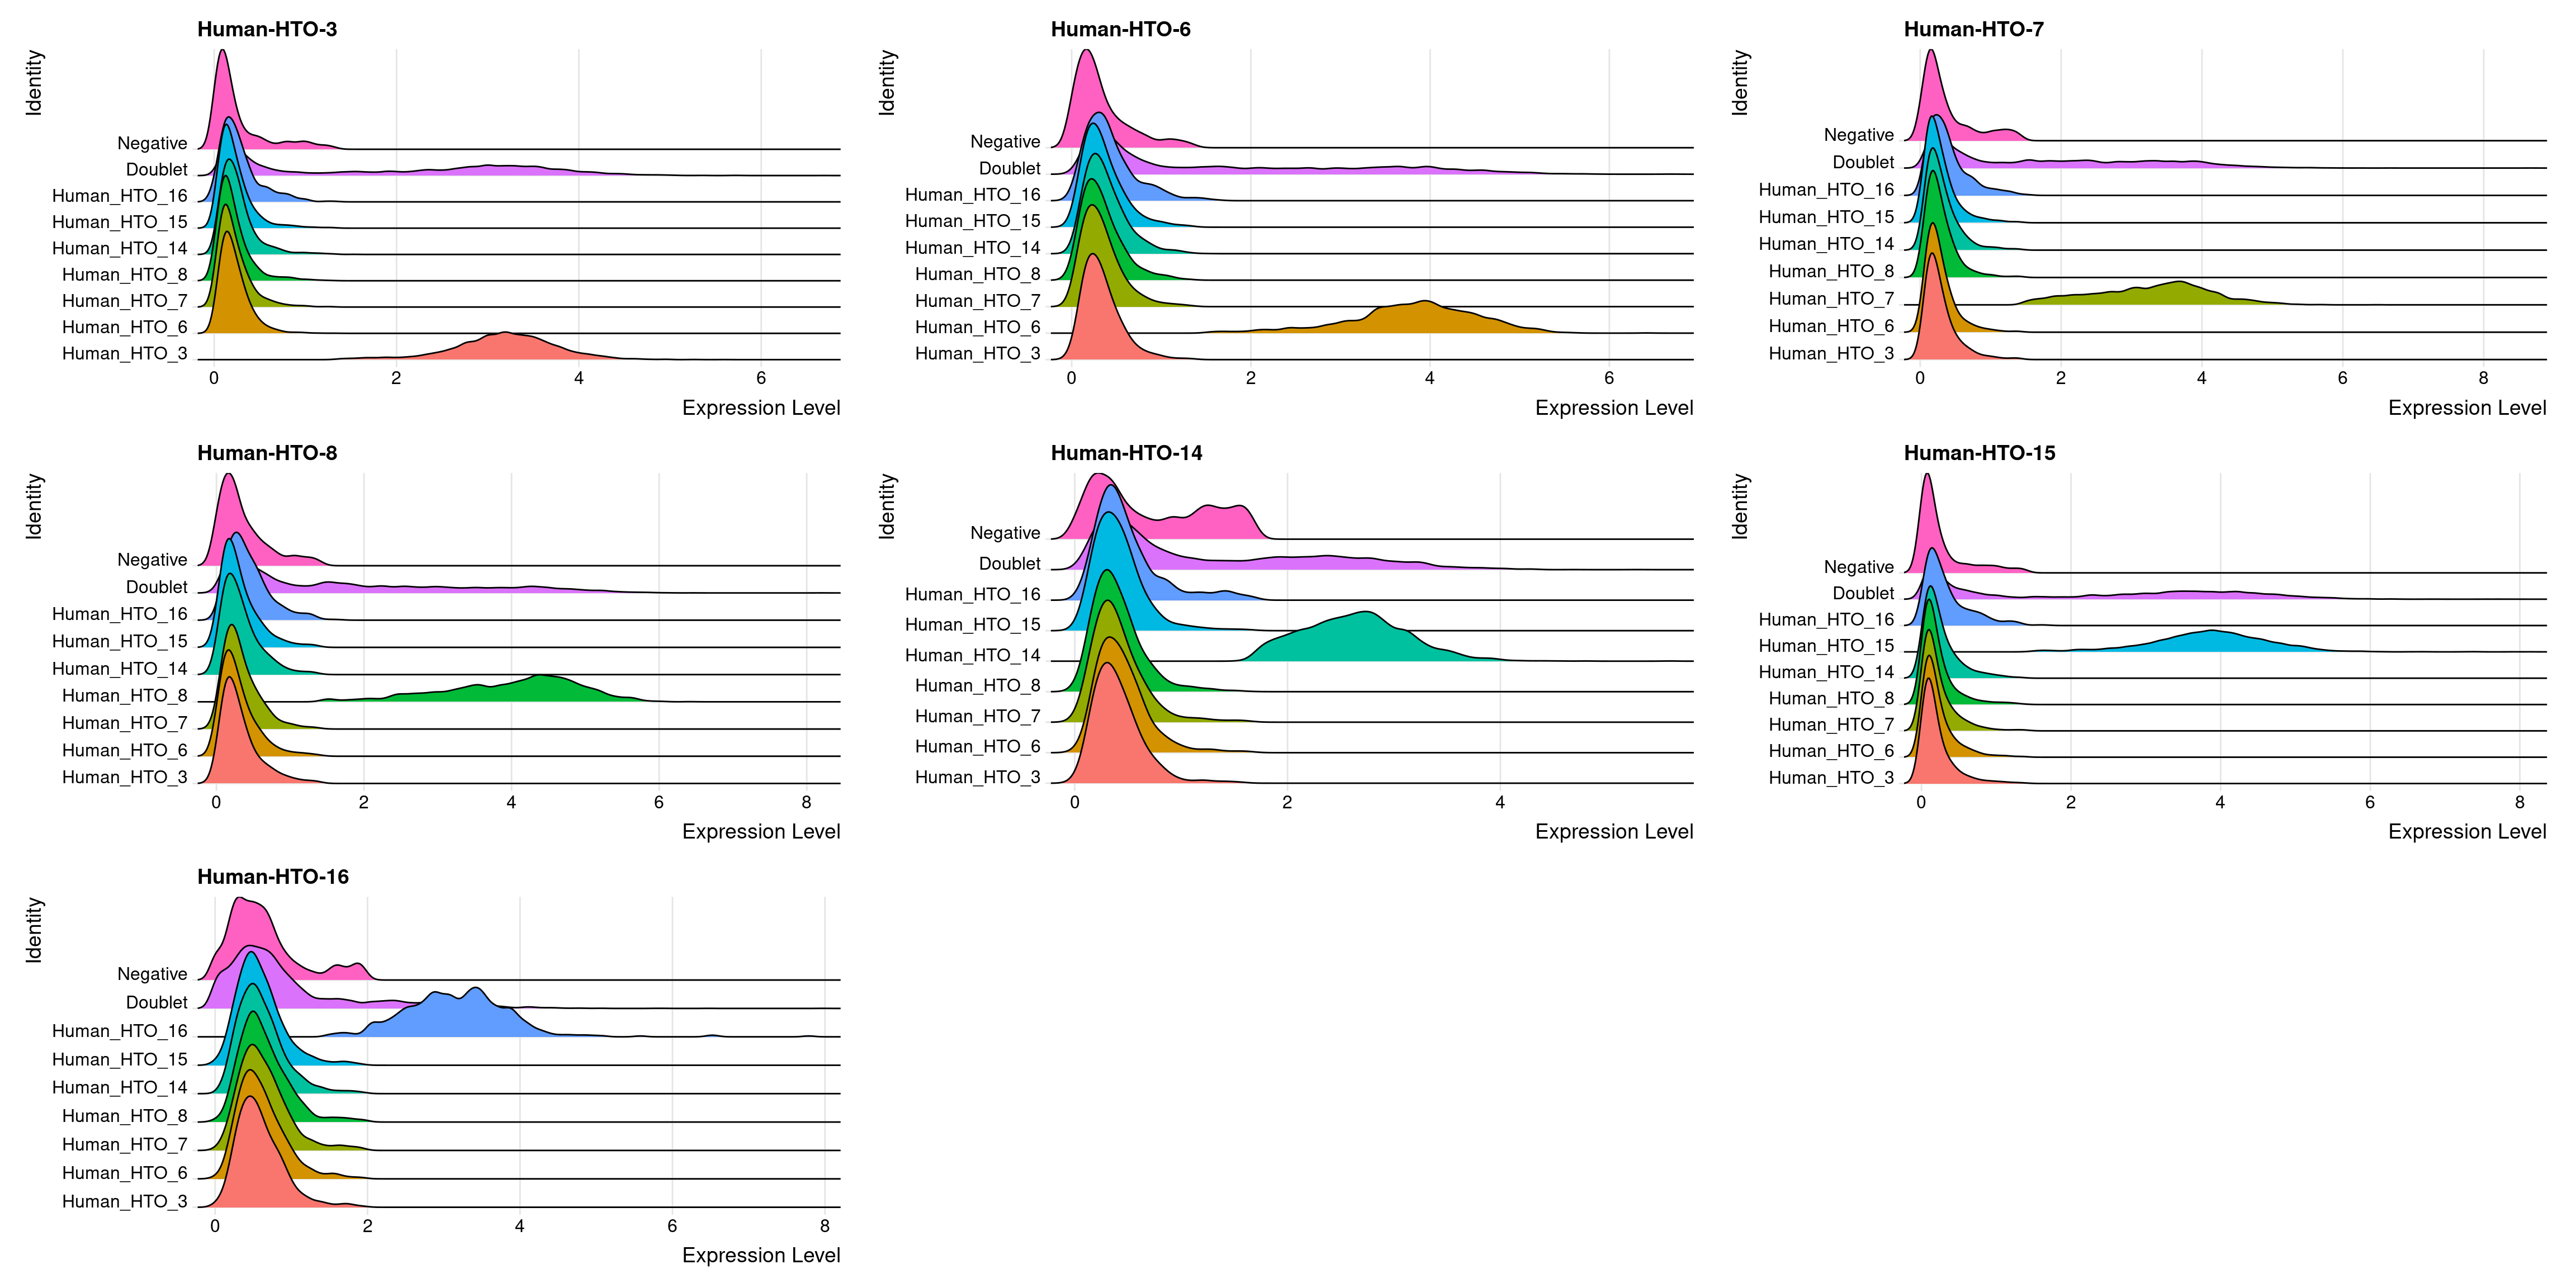 Human-HTO-3
Identity
Negative
Doublet
Human_HTO_16
Human_HTO_15
Human_HTO_14
Human_HTO_8
Human_HTO_7
Human_HTO_6
Human_HTO_3
0 2 4 6
Expression Level
Human-HTO-6
Identity
Negative
Doublet
Human_HTO_16
Human_HTO_15
Human_HTO_14
Human_HTO_8
Human_HTO_7
Human_HTO_6
Human_HTO_3
0 2 4 6
Expression Level
Human-HTO-7
Identity
Negative
Doublet
Human_HTO_16
Human_HTO_15
Human_HTO_14
Human_HTO_8
Human_HTO_7
Human_HTO_6
Human_HTO_3
0 2 4 6 8
Expression Level
Human-HTO-8
Identity
Negative
Doublet
Human_HTO_16
Human_HTO_15
Human_HTO_14
Human_HTO_8
Human_HTO_7
Human_HTO_6
Human_HTO_3
0 2 4 6 8
Expression Level
Human-HTO-14
Identity
Negative
Doublet
Human_HTO_16
Human_HTO_15
Human_HTO_14
Human_HTO_8
Human_HTO_7
Human_HTO_6
Human_HTO_3
0 2 4
Expression Level
Human-HTO-15
Identity
Negative
Doublet
Human_HTO_16
Human_HTO_15
Human_HTO_14
Human_HTO_8
Human_HTO_7
Human_HTO_6
Human_HTO_3
0 2 4 6 8
Expression Level
Human-HTO-16
Identity
Negative
Doublet
Human_HTO_16
Human_HTO_15
Human_HTO_14
Human_HTO_8
Human_HTO_7
Human_HTO_6
Human_HTO_3
0 2 4 6 8
Expression Level